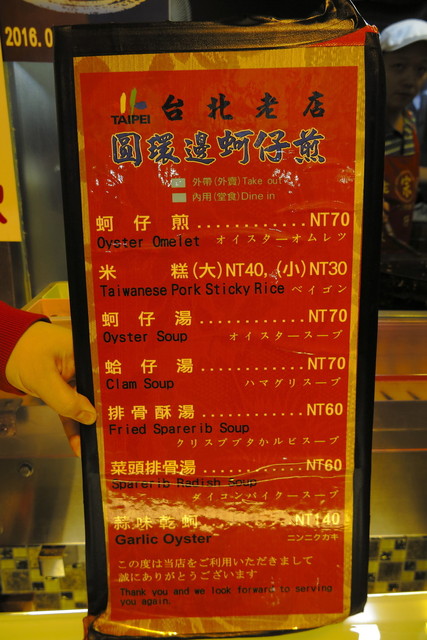 2016.0
TAIPEI 台北老店
圓環邊蚵仔煎
外帶(外賣)Take out
內用(堂食)Dine in
蚵仔煎............NT70
Oyster Omelet オイスターオムレツ
米糕(大)NT40,(小)NT30
Taiwanese Pork Sticky Rice ベイゴン
蚵仔湯............NT70
Oyster Soup オイスタースープ
蛤仔湯............NT70
Clam Soup ハマグリスープ
排骨酥湯............NT60
Fried Sparerib Soup
クリスプブタカルビスープ
菜頭排骨湯............NT60
Sparerib Radish Soup
ダイコンパイクースープ
蒜味乾蚵............NT140
Garlic Oyster ニンニクカキ
この度は当店をご利用いただきまして
誠にありがとうございます
Thank you and we look forward to serving
you again.